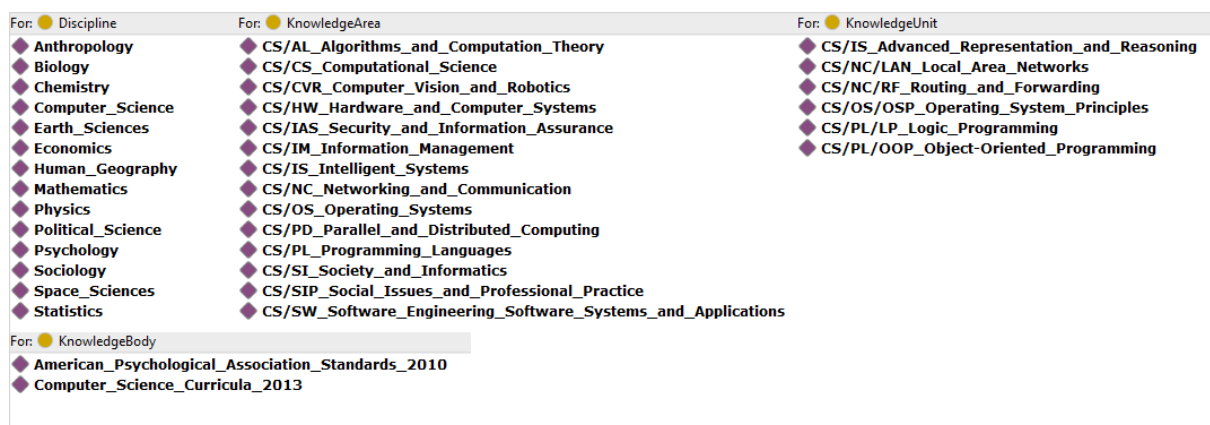 For: Discipline
Anthropology
Biology
Chemistry
Computer_Science
Earth_Sciences
Economics
Human_Geography
Mathematics
Physics
Political_Science
Psychology
Sociology
Space_Sciences
Statistics
For: KnowledgeArea
CS/AL_Algorithms_and_Computation_Theory
CS/CS_Computational_Science
CS/CVR_Computer_Vision_and_Robotics
CS/HW_Hardware_and_Computer_Systems
CS/IAS_Security_and_Information_Assurance
CS/IM_Information_Management
CS/IS_Intelligent_Systems
CS/NC_Networking_and_Communication
CS/OS_Operating_Systems
CS/PD_Parallel_and_Distributed_Computing
CS/PL_Programming_Languages
CS/SI_Society_and_Informatics
CS/SIP_Social_Issues_and_Professional_Practice
CS/SW_Software_Engineering_Software_Systems_and_Applications
For: KnowledgeUnit
CS/IS_Advanced_Representation_and_Reasoning
CS/NC/LAN_Local_Area_Networks
CS/NC/RF_Routing_and_Forwarding
CS/OS/OSP_Operating_System_Principles
CS/PL/LP_Logic_Programming
CS/PL/OOP_Object-Oriented_Programming
For: KnowledgeBody
American_Psychological_Association_Standards_2010
Computer_Science_Curricula_2013